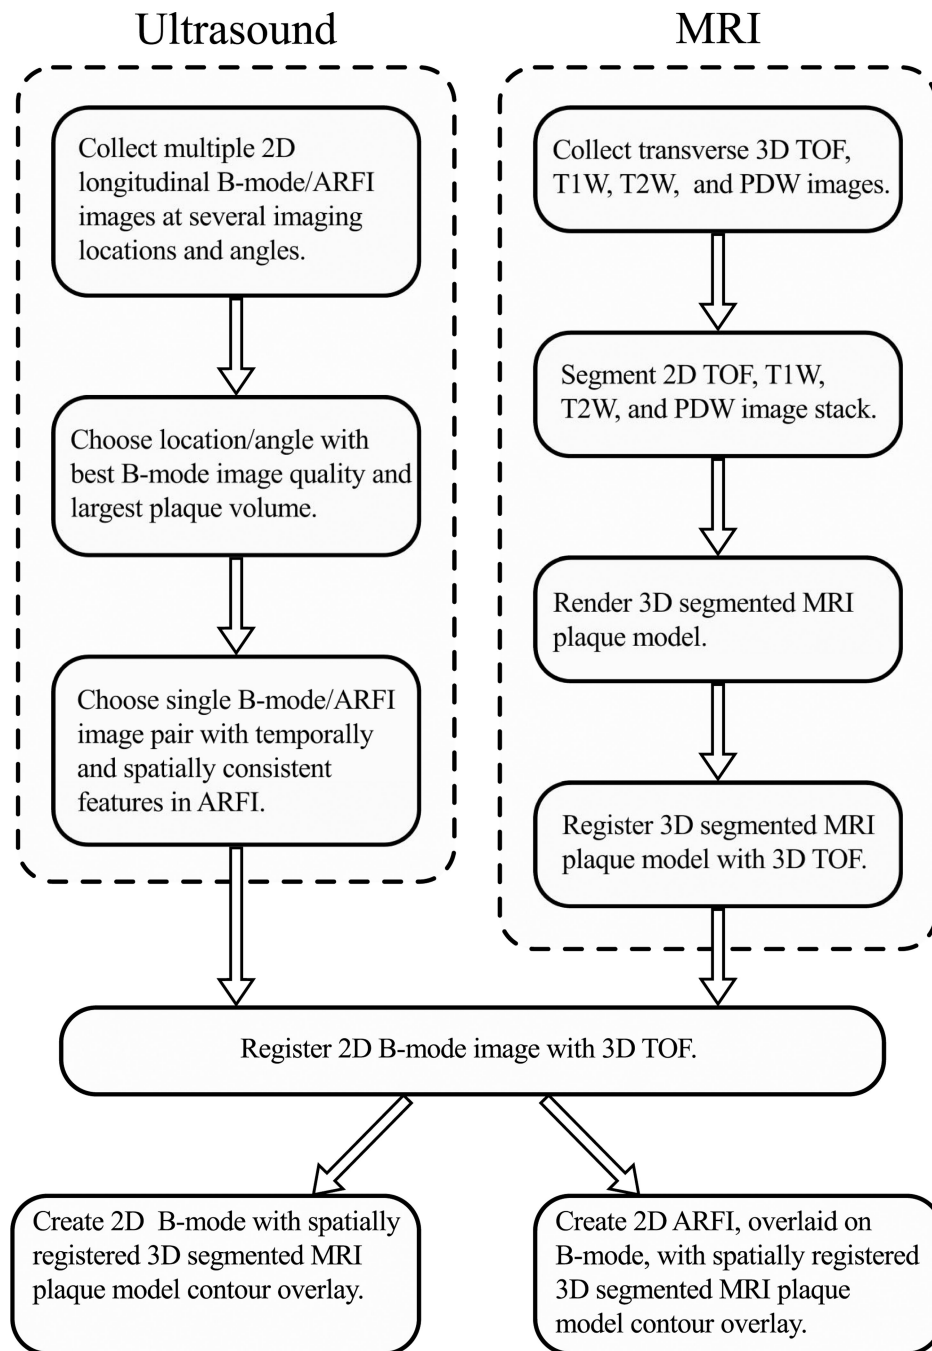 Ultrasound
Collect multiple 2D
longitudinal B-mode/ARFI
images at several imaging
locations and angles.
Choose location/angle with
best B-mode image quality and
largest plaque volume.
Choose single B-mode/ARFI
image pair with temporally
and spatially consistent
features in ARFI.
MRI
Collect transverse 3D TOF,
T1W, T2W, and PDW images.
Segment 2D TOF, T1W,
T2W, and PDW image stack.
Render 3D segmented MRI
plaque model.
Register 3D segmented MRI
plaque model with 3D TOF.
Register 2D B-mode image with 3D TOF.
Create 2D B-mode with spatially
registered 3D segmented MRI
plaque model contour overlay.
Create 2D ARFI, overlaid on
B-mode, with spatially registered
3D segmented MRI plaque
model contour overlay.